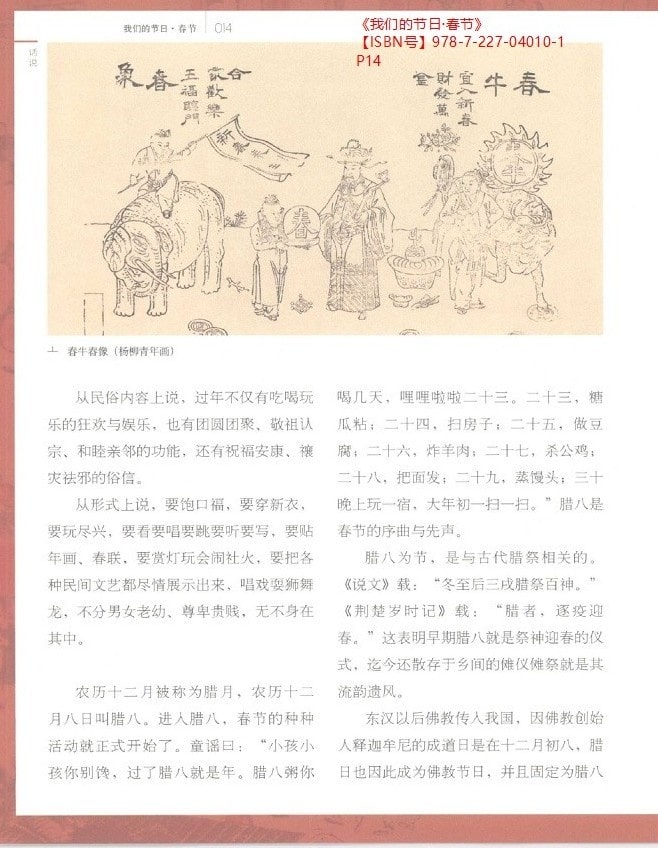 我们的节日·春节 014
《我们的节日·春节》
【ISBN号】978-7-227-04010-1
P14
话说
合家歡樂
五福臨門
春象
春牛
宜入新春
財發萬金
春
春牛春像（杨柳青年画）
从民俗内容上说，过年不仅有吃喝玩
乐的狂欢与娱乐，也有团圆团聚、敬祖认
宗、和睦亲邻的功能，还有祝福安康、禳
灾祛邪的俗信。
从形式上说，要饱口福，要穿新衣，
要玩尽兴，要看要唱要跳要听要写，要贴
年画、春联，要赏灯玩会闹社火，要把各
种民间文艺都尽情展示出来，唱戏耍狮舞
龙，不分男女老幼、尊卑贵贱，无不身在
其中。
农历十二月被称为腊月，农历十二
月八日叫腊八。进入腊八，春节的种种
活动就正式开始了。童谣曰：“小孩小
孩你别馋，过了腊八就是年。腊八粥你
喝几天，哩哩啦啦二十三。二十三，糖
瓜粘；二十四，扫房子；二十五，做豆
腐；二十六，炸羊肉；二十七，杀公鸡；
二十八，把面发；二十九，蒸馒头；三十
晚上玩一宿，大年初一扫一扫。”腊八是
春节的序曲与先声。
腊八为节，是与古代腊祭相关的。
《说文》载：“冬至后三戌腊祭百神。”
《荆楚岁时记》载：“腊者，逐疫迎
春。”这表明早期腊八就是祭神迎春的仪
式，迄今还散存于乡间的傩仪傩祭就是其
流韵遗风。
东汉以后佛教传入我国，因佛教创始
人释迦牟尼的成道日是在十二月初八，腊
日也因此成为佛教节日，并且固定为腊八